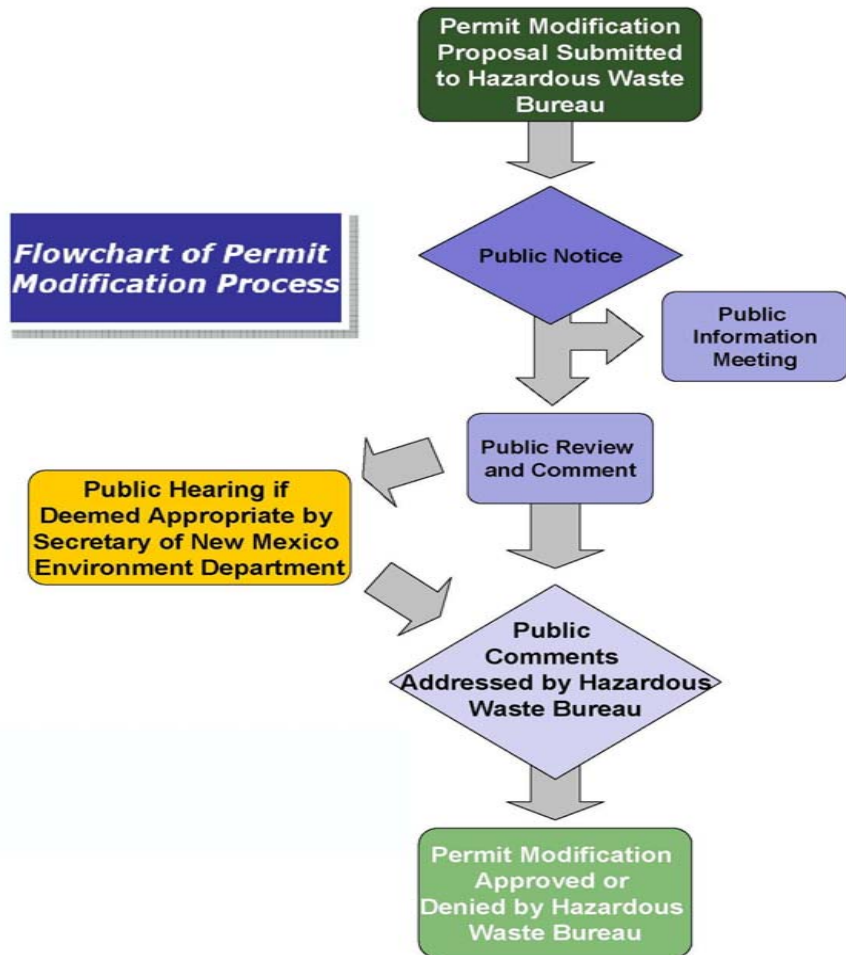 Permit Modification
Proposal Submitted
to Hazardous Waste
Bureau
Flowchart of Permit
Modification Process
Public Notice
Public
Information
Meeting
Public Review
and Comment
Public Hearing if
Deemed Appropriate by
Secretary of New Mexico
Environment Department
Public
Comments
Addressed by Hazardous
Waste Bureau
Permit Modification
Approved or
Denied by Hazardous
Waste Bureau